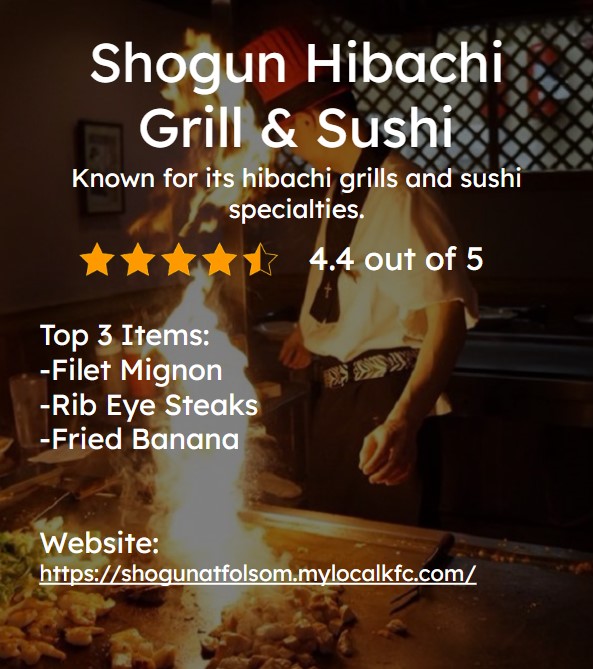 Shogun Hibachi
Grill & Sushi
Known for its hibachi grills and sushi
specialties.
4.4 out of 5
Top 3 Items:
-Filet Mignon
-Rib Eye Steaks
-Fried Banana
Website:
https://shogunatfolsom.mylocalkfc.com/